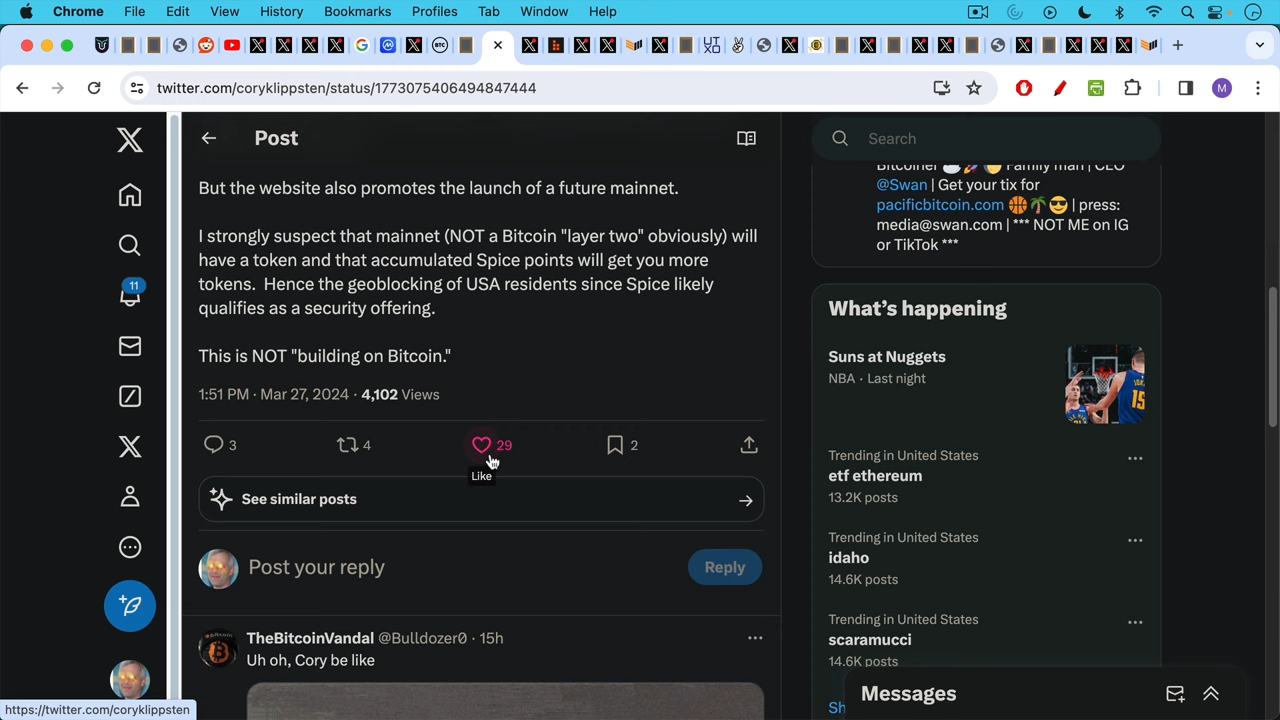 Chrome File Edit View History Bookmarks Profiles Tab Window Help
twitter.com/coryklippsten/status/1773075406494847444
M
Post
Search
But the website also promotes the launch of a future mainnet.
I strongly suspect that mainnet (NOT a Bitcoin "layer two" obviously) will
have a token and that accumulated Spice points will get you more
tokens. Hence the geoblocking of USA residents since Spice likely
qualifies as a security offering.
This is NOT "building on Bitcoin."
1:51 PM · Mar 27, 2024 · 4,102 Views
3 4 29 2
Like
See similar posts
Post your reply
Reply
TheBitcoinVandal @Bulldozer0 · 15h
Uh oh, Cory be like
11
Bitcoiner Family man | CEO
@Swan | Get your tix for
pacificbitcoin.com | press:
media@swan.com | *** NOT ME on IG
or TikTok ***
What's happening
Suns at Nuggets
NBA · Last night
Trending in United States
etf ethereum
13.2K posts
Trending in United States
idaho
14.6K posts
Trending in United States
scaramucci
14.6K posts
Sh
Messages
https://twitter.com/coryklippsten